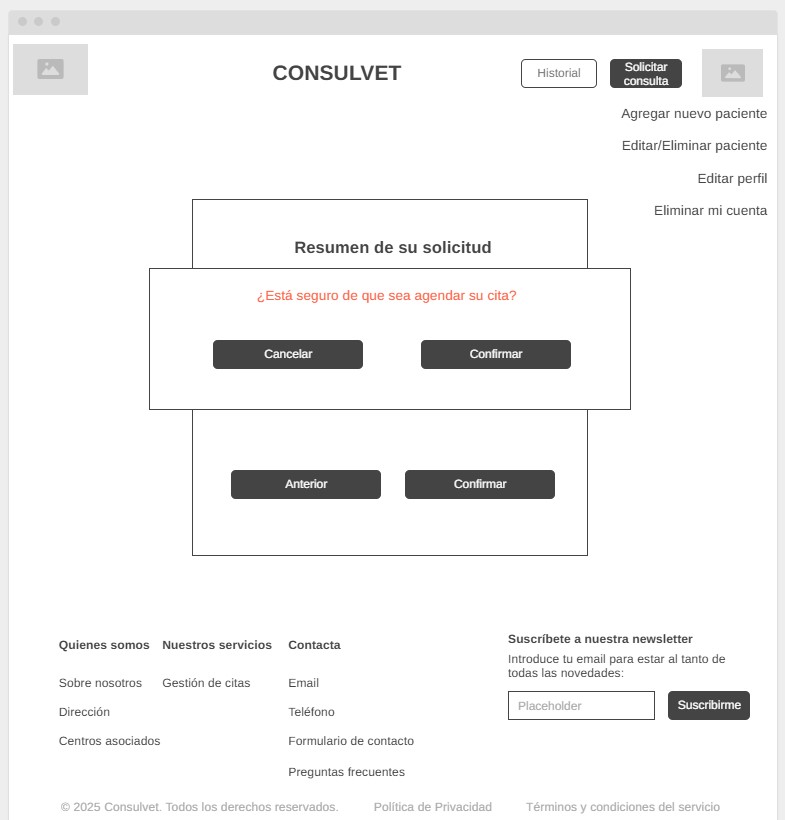 CONSULVET
Historial
Solicitar
consulta
Agregar nuevo paciente
Editar/Eliminar paciente
Editar perfil
Eliminar mi cuenta
Resumen de su solicitud
¿Está seguro de que sea agendar su cita?
Cancelar
Confirmar
Anterior
Confirmar
Quienes somos
Sobre nosotros
Dirección
Centros asociados
Nuestros servicios
Gestión de citas
Contacta
Email
Teléfono
Formulario de contacto
Preguntas frecuentes
Suscríbete a nuestra newsletter
Introduce tu email para estar al tanto de
todas las novedades:
Placeholder
Suscribirme
© 2025 Consulvet. Todos los derechos reservados.
Política de Privacidad
Términos y condiciones del servicio